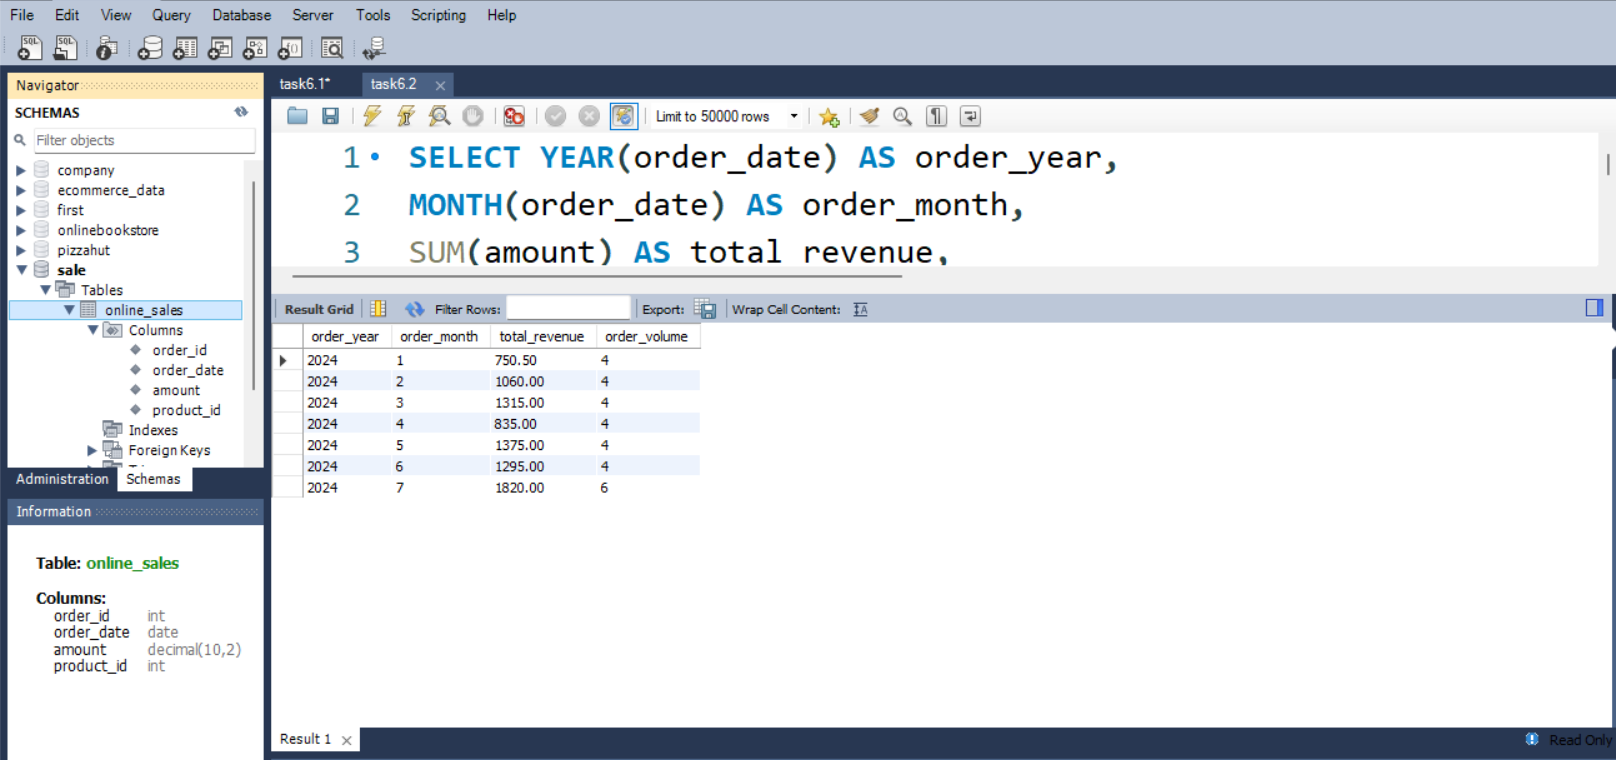 File Edit View Query Database Server Tools Scripting Help
Navigator
SCHEMAS
Filter objects
company
ecommerce_data
first
onlinebookstore
pizzahut
sale
Tables
online_sales
Columns
order_id
order_date
amount
product_id
Indexes
Foreign Keys
Administration Schemas
Information
Table: online_sales
Columns:
order_id int
order_date date
amount decimal(10,2)
product_id int
task6.1* task6.2
Limit to 50000 rows
1 SELECT YEAR(order_date) AS order_year,
2 MONTH(order_date) AS order_month,
3 SUM(amount) AS total_revenue,
Result Grid Filter Rows: Export: Wrap Cell Content:
order_year order_month total_revenue order_volume
2024 1 750.50 4
2024 2 1060.00 4
2024 3 1315.00 4
2024 4 835.00 4
2024 5 1375.00 4
2024 6 1295.00 4
2024 7 1820.00 6
Result 1
Read Only